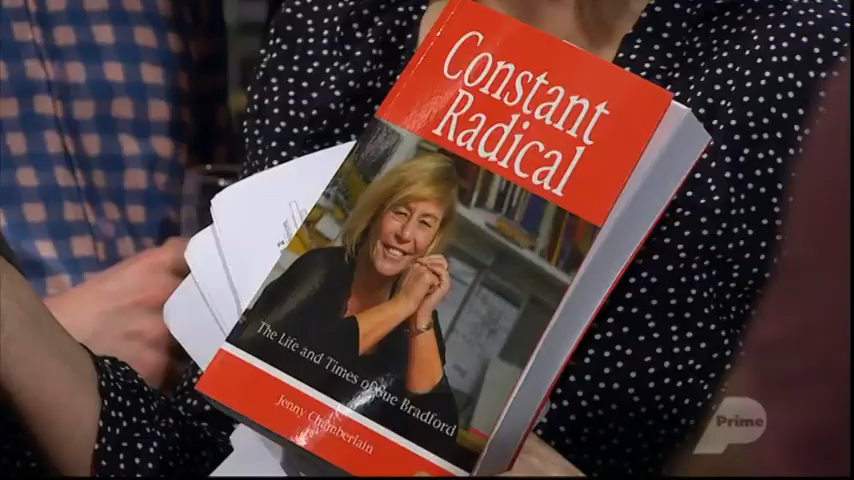 Constant
Radical
The Life and Times of Sue Bradford
Jenny Chamberlain
Prime